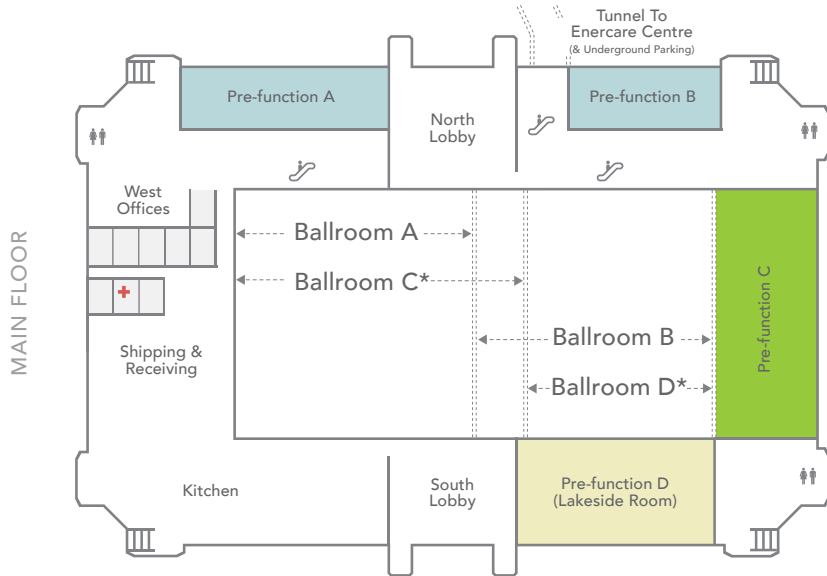 Tunnel To
Enercare Centre
(& Underground Parking)
Pre-function A
Pre-function B
North
Lobby
West
Offices
Ballroom A
Ballroom C*
MAIN FLOOR
Pre-function C
Ballroom B
Shipping &
Receiving
Ballroom D*
Kitchen
South
Lobby
Pre-function D
(Lakeside Room)